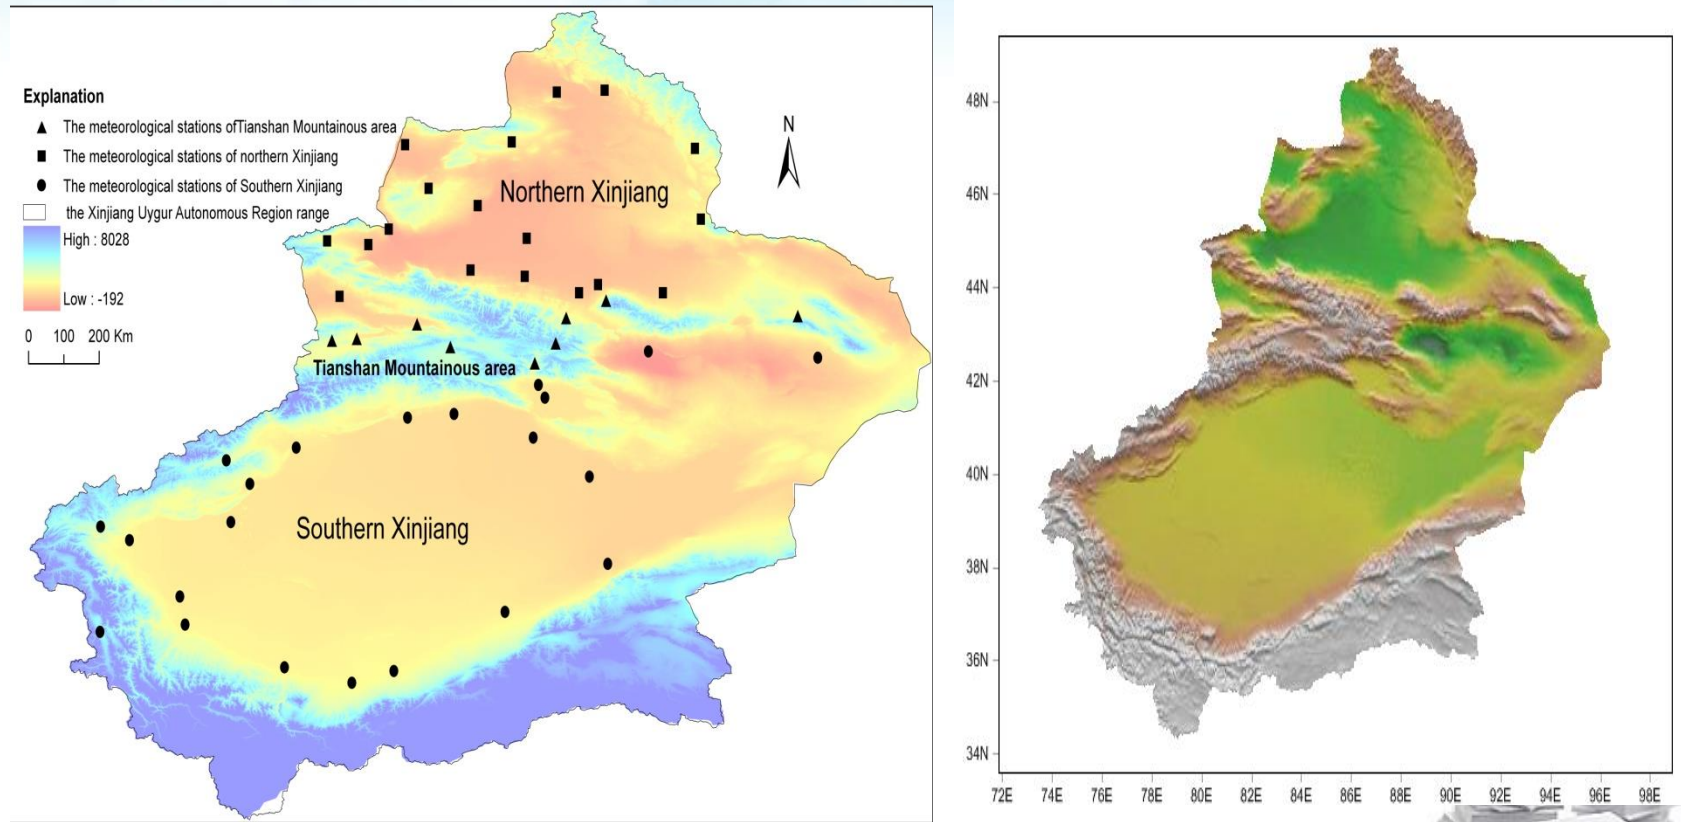 Explanation
The meteorological stations ofTianshan Mountainous area
The meteorological stations of northern Xinjiang
The meteorological stations of Southern Xinjiang
the Xinjiang Uygur Autonomous Region range
High : 8028
Low : -192
0 100 200 Km
N
Northern Xinjiang
Tianshan Mountainous area
Southern Xinjiang
48N
46N
44N
42N
40N
38N
36N
34N
72E 74E 76E 78E 80E 82E 84E 86E 88E 90E 92E 94E 96E 98E